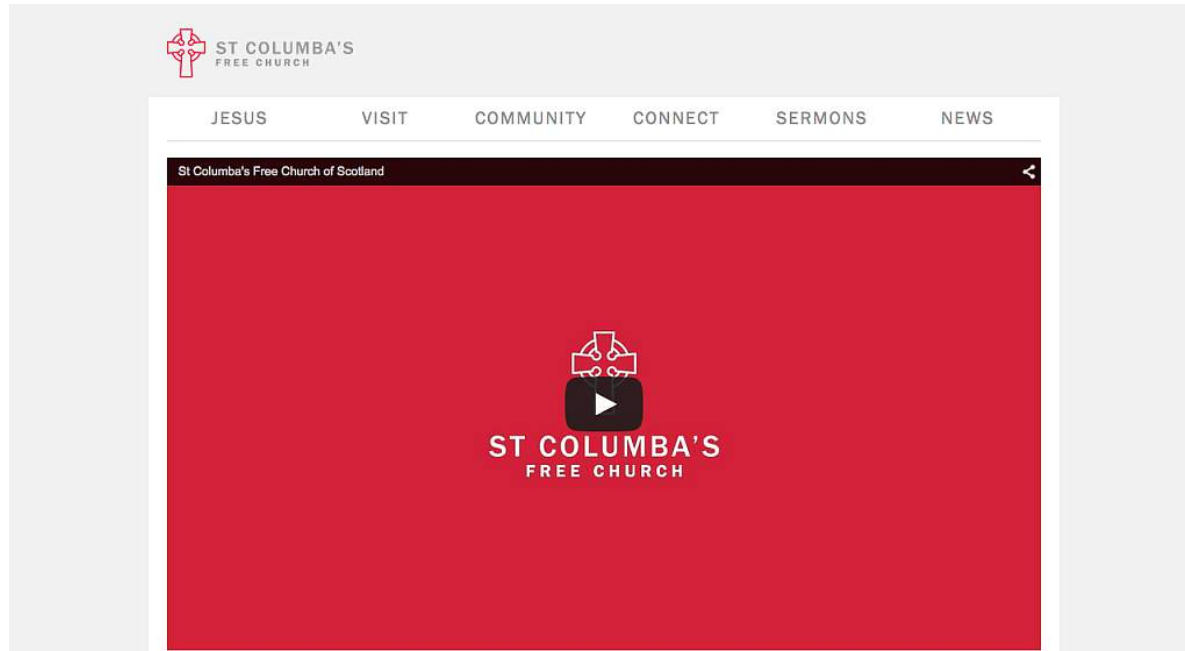 ST COLUMBA'S
FREE CHURCH
JESUS VISIT COMMUNITY CONNECT SERMONS NEWS
St Columba's Free Church of Scotland
ST COLUMBA'S
FREE CHURCH